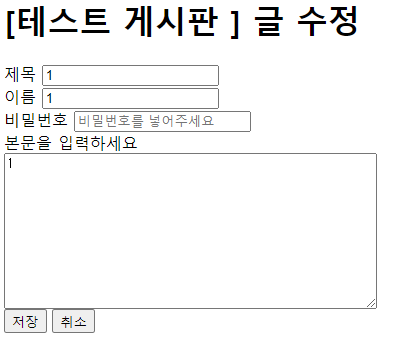 [테스트 게시판 ] 글 수정
제목 1
이름 1
비밀번호 비밀번호를 넣어주세요
본문을 입력하세요
1
저장 취소